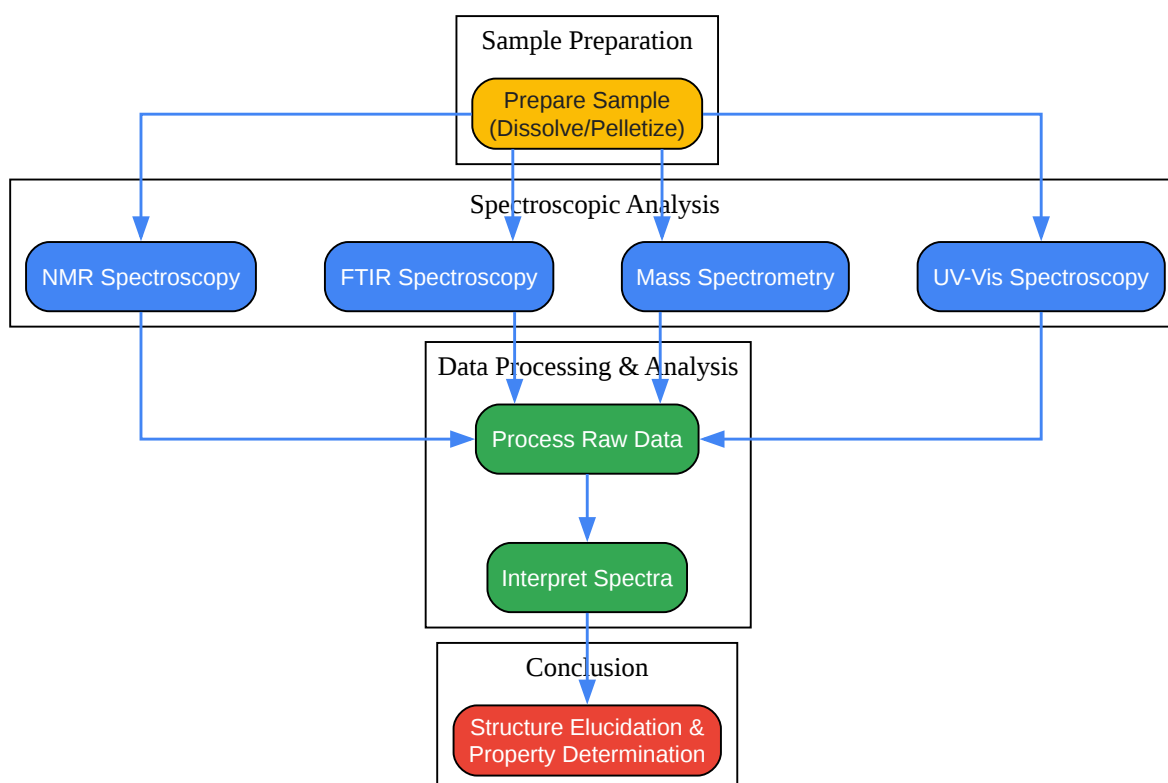 Sample Preparation
Prepare Sample
(Dissolve/Pelletize)
Spectroscopic Analysis
NMR Spectroscopy
FTIR Spectroscopy
Mass Spectrometry
UV-Vis Spectroscopy
Data Processing & Analysis
Process Raw Data
Interpret Spectra
Conclusion
Structure Elucidation &
Property Determination